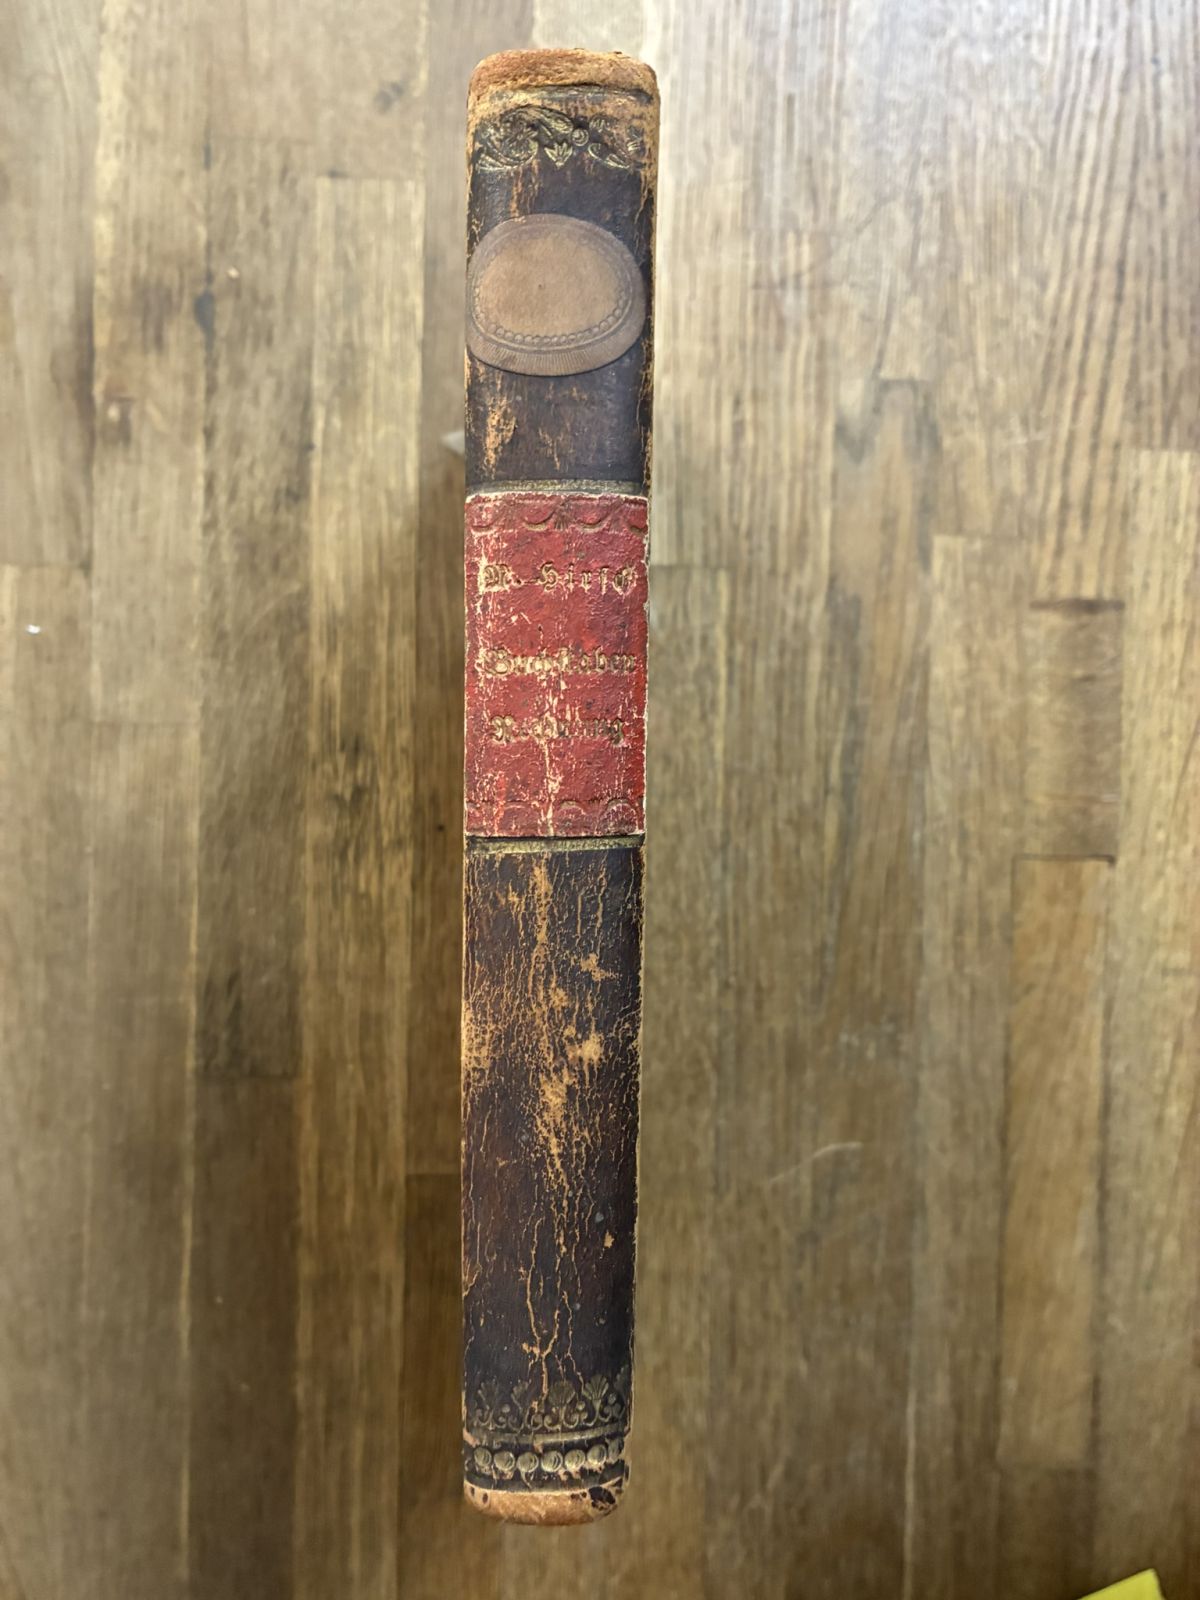 M. Hirsch
Buchstaben
Rechnung